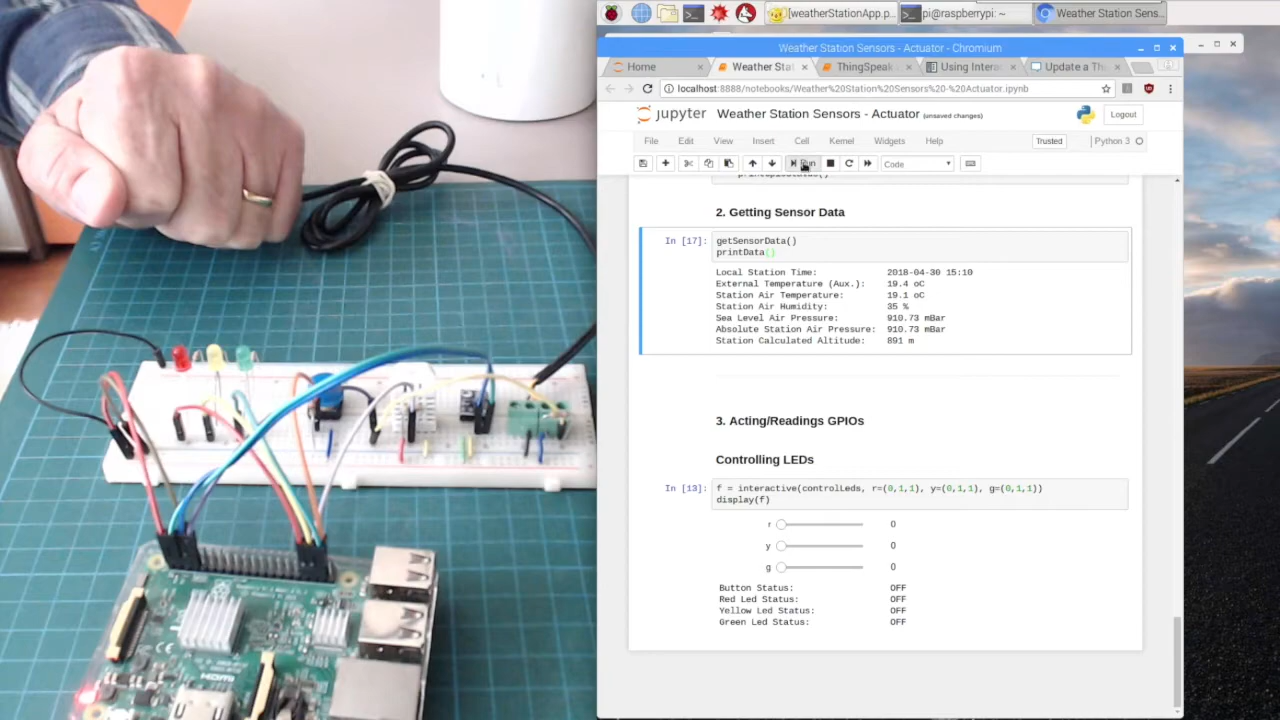 [weatherStationApp.p...
pi@raspberrypi: ~
Weather Station Sens...
Weather Station Sensors - Actuator - Chromium
Home
Weather Stat
ThingSpeak
Using Intera
Update a Th
localhost:8888/notebooks/Weather%20Station%20Sensors%20-%20Actuator.ipynb
jupyter Weather Station Sensors - Actuator (unsaved changes)
Logout
File Edit View Insert Cell Kernel Widgets Help
Trusted
Python 3
Run
Code
2. Getting Sensor Data
In [17]: getSensorData()
printData()
Local Station Time: 2018-04-30 15:10
External Temperature (Aux.): 19.4 oC
Station Air Temperature: 19.1 oC
Station Air Humidity: 35 %
Sea Level Air Pressure: 910.73 mBar
Absolute Station Air Pressure: 910.73 mBar
Station Calculated Altitude: 891 m
3. Acting/Readings GPIOs
Controlling LEDs
In [13]: f = interactive(controlLeds, r=(0,1,1), y=(0,1,1), g=(0,1,1))
display(f)
r 0
y 0
g 0
Button Status: OFF
Red Led Status: OFF
Yellow Led Status: OFF
Green Led Status: OFF
HDMI